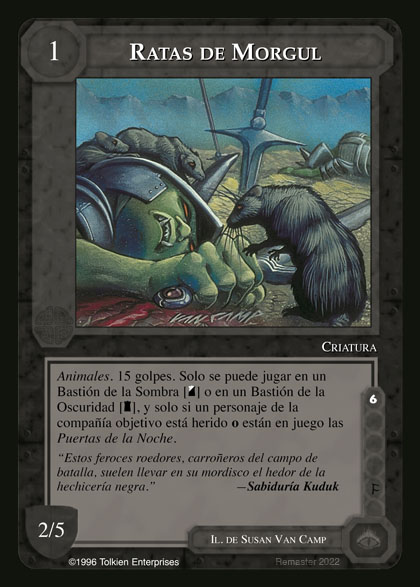 1
RATAS DE MORGUL
VAN CAMP
CRIATURA
Animales. 15 golpes. Solo se puede jugar en un
Bastión de la Sombra [] o en un Bastión de la
Oscuridad [], y solo si un personaje de la
compañía objetivo está herido o están en juego las
Puertas de la Noche.
6
“Estos feroces roedores, carroñeros del campo de
batalla, suelen llevar en su mordisco el hedor de la
hechicería negra.” —Sabiduría Kuduk
F
2/5
IL. DE SUSAN VAN CAMP
©1996 Tolkien Enterprises
Remaster 2022